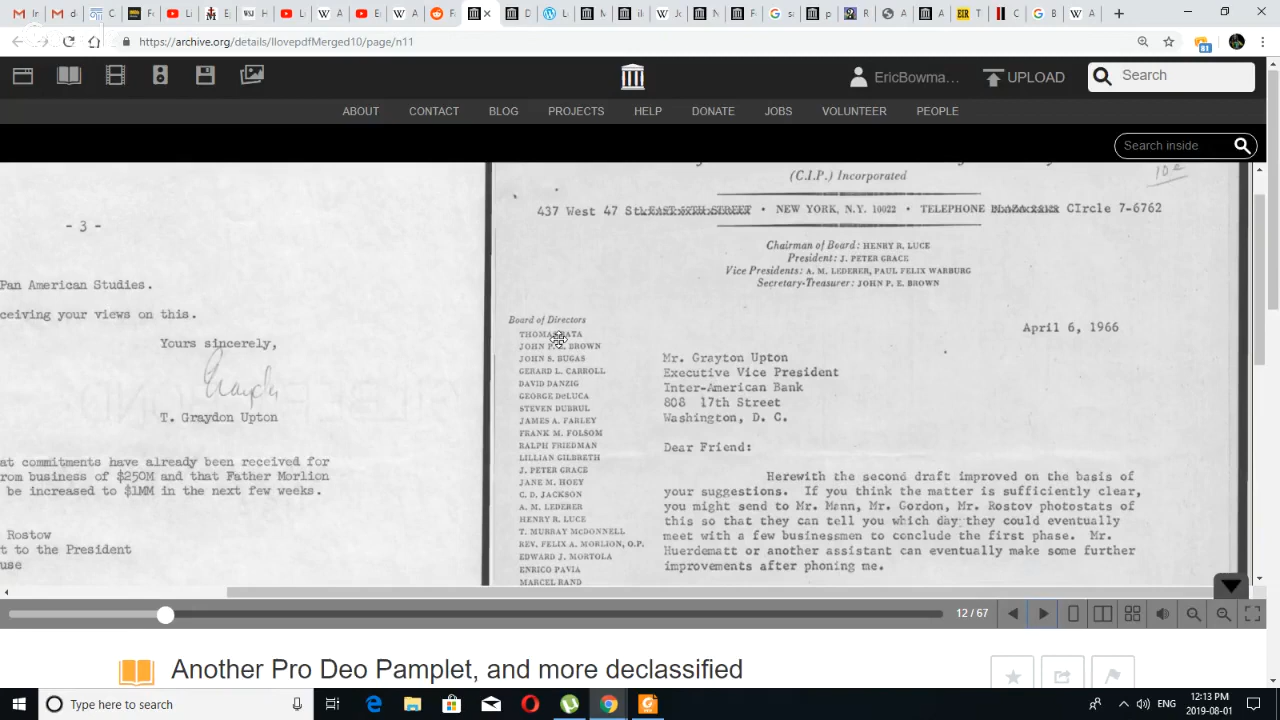 https://archive.org/details/IlovepdfMerged10/page/n11
81
EricBowma...
UPLOAD
Search
ABOUT
CONTACT
BLOG
PROJECTS
HELP
DONATE
JOBS
VOLUNTEER
PEOPLE
Search inside
- 3 -
Pan American Studies.
ceiving your views on this.
Yours sincerely,
T. Graydon Upton
at commitments have already been received for
rom business of $250M and that Father Morlion
be increased to $1MM in the next few weeks.
Rostow
t to the President
use
(C.I.P.) Incorporated
437 West 47 St • NEW YORK, N.Y. 10022 • TELEPHONE CIrcle 7-6762
Chairman of Board: HENRY R. LUCE
President: J. PETER GRACE
Vice Presidents: A. M. LEDERER, PAUL FELIX WARBURG
Secretary-Treasurer: JOHN P. E. BROWN
April 6, 1966
Board of Directors
THOMAS BATA
JOHN P. E. BROWN
JOHN S. BUGAS
GERARD L. CARROLL
DAVID DANZIG
GEORGE DeLUCA
STEVEN DUBRUL
JAMES A. FARLEY
FRANK M. FOLSOM
RALPH FRIEDMAN
LILLIAN GILBRETH
J. PETER GRACE
JANE M. HOEY
C. D. JACKSON
A. M. LEDERER
HENRY R. LUCE
T. MURRAY McDONNELL
REV. FELIX A. MORLION, O.P.
EDWARD J. MORTOLA
ENRICO PAVIA
MARCEL RAND
Mr. Grayton Upton
Executive Vice President
Inter-American Bank
808 17th Street
Washington, D. C.
Dear Friend:
Herewith the second draft improved on the basis of
your suggestions. If you think the matter is sufficiently clear,
you might send to Mr. Mann, Mr. Gordon, Mr. Rostov photostats of
this so that they can tell you which day they could eventually
meet with a few businessmen to conclude the first phase. Mr.
Huerdematt or another assistant can eventually make some further
improvements after phoning me.
12 / 67
Another Pro Deo Pamplet, and more declassified
Type here to search
ENG
12:13 PM
2019-08-01